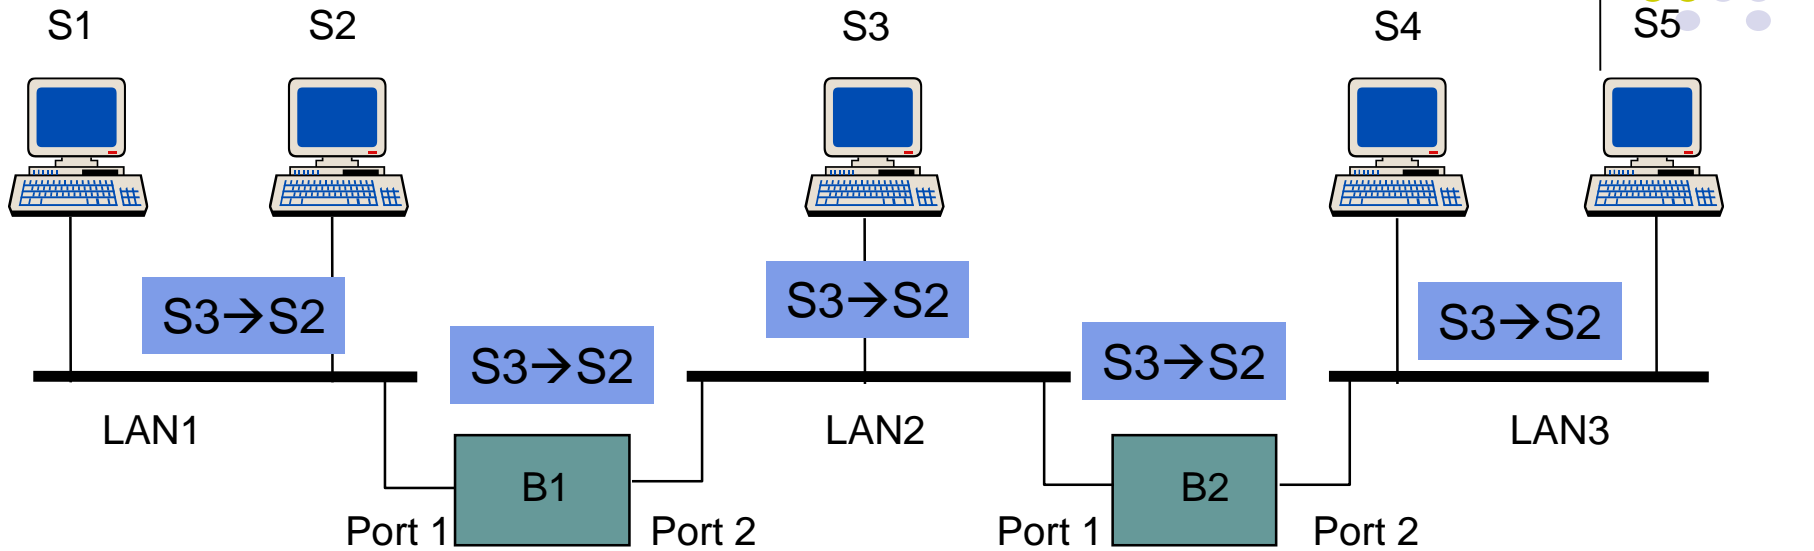 S1 S2 S3 S4 S5
S3→S2 S3→S2 S3→S2 S3→S2 S3→S2
LAN1 LAN2 LAN3
B1 B2
Port 1 Port 2 Port 1 Port 2